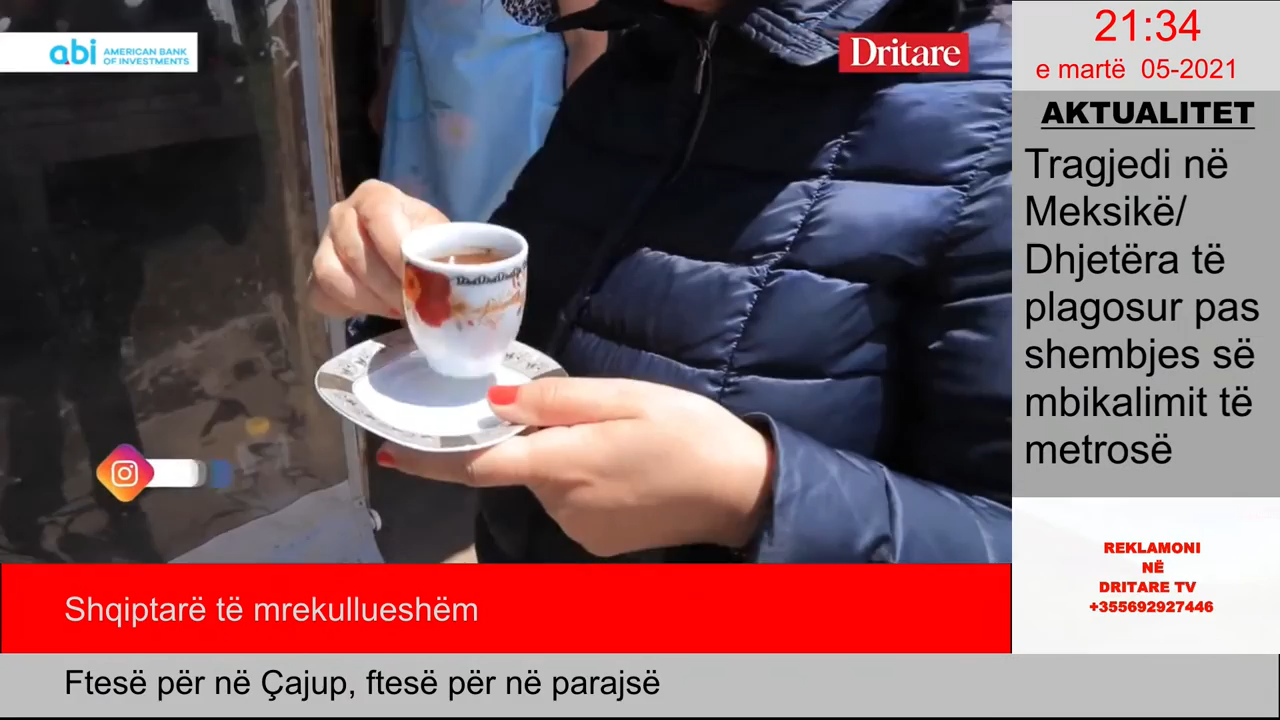 abi AMERICAN BANK
OF INVESTMENTS
Dritare
21:34
e martë 05-2021
AKTUALITET
Tragjedi në
Meksikë/
Dhjetëra të
plagosur pas
shembjes së
mbikalimit të
metrosë
REKLAMONI
NË
DRITARE TV
+355692927446
Shqiptarë të mrekullueshëm
Ftesë për në Çajup, ftesë për në parajsë